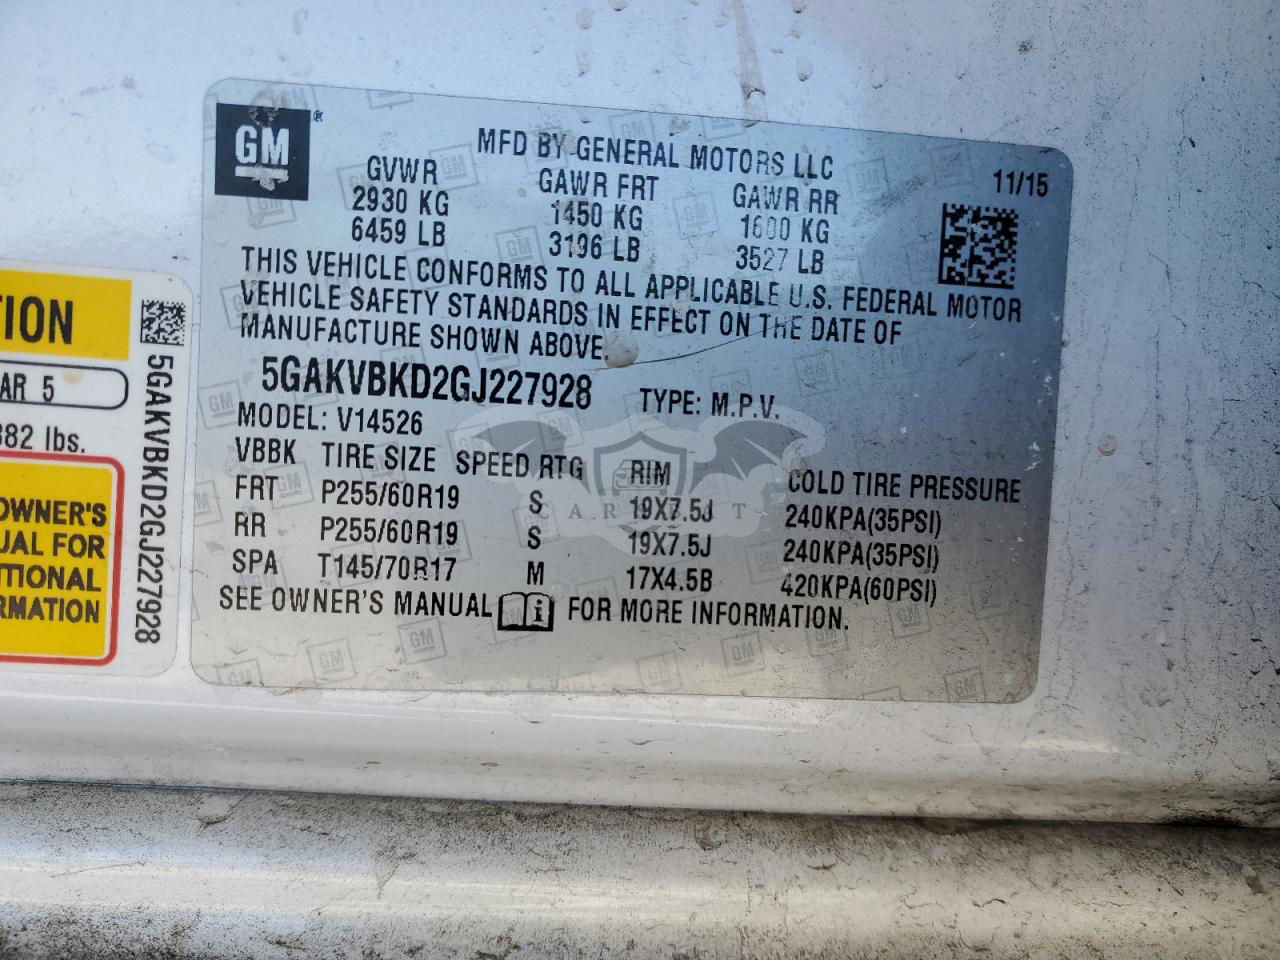 GM
MFD BY GENERAL MOTORS LLC
11/15
GVWR GAWR FRT GAWR RR
2930 KG 1450 KG 1600 KG
6459 LB 3196 LB 3527 LB
THIS VEHICLE CONFORMS TO ALL APPLICABLE U.S. FEDERAL MOTOR
VEHICLE SAFETY STANDARDS IN EFFECT ON THE DATE OF
MANUFACTURE SHOWN ABOVE.
5GAKVBKD2GJ227928 TYPE: M.P.V.
MODEL: V14526
VBBK TIRE SIZE SPEED RTG RIM COLD TIRE PRESSURE
FRT P255/60R19 S 19X7.5J 240KPA(35PSI)
RR P255/60R19 S 19X7.5J 240KPA(35PSI)
SPA T145/70R17 M 17X4.5B 420KPA(60PSI)
SEE OWNER'S MANUAL i FOR MORE INFORMATION.
TION
AR 5
382 lbs.
OWNER'S
UAL FOR
ITIONAL
RMATION
5GAKVBKD2GJ227928